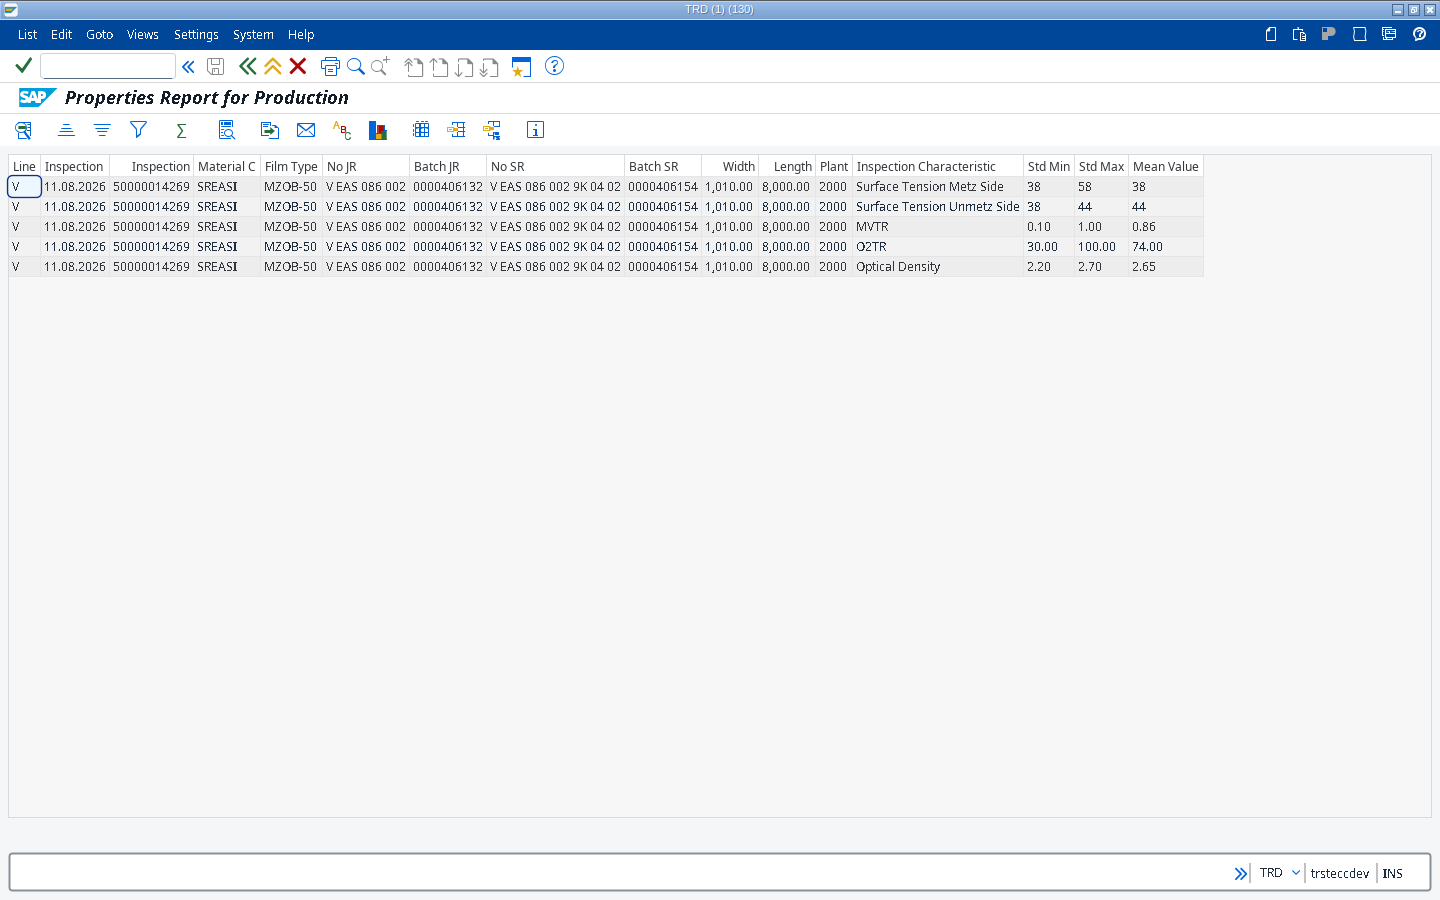 TRD (1) (130)
List Edit Goto Views Settings System Help
SAP Properties Report for Production
Line Inspection Inspection Material C Film Type No JR Batch JR No SR Batch SR Width Length Plant Inspection Characteristic Std Min Std Max Mean Value
V 11.08.2026 50000014269 SREASI MZOB-50 V EAS 086 002 0000406132 V EAS 086 002 9K 04 02 0000406154 1,010.00 8,000.00 2000 Surface Tension Metz Side 38 58 38
V 11.08.2026 50000014269 SREASI MZOB-50 V EAS 086 002 0000406132 V EAS 086 002 9K 04 02 0000406154 1,010.00 8,000.00 2000 Surface Tension Unmetz Side 38 44 44
V 11.08.2026 50000014269 SREASI MZOB-50 V EAS 086 002 0000406132 V EAS 086 002 9K 04 02 0000406154 1,010.00 8,000.00 2000 MVTR 0.10 1.00 0.86
V 11.08.2026 50000014269 SREASI MZOB-50 V EAS 086 002 0000406132 V EAS 086 002 9K 04 02 0000406154 1,010.00 8,000.00 2000 O2TR 30.00 100.00 74.00
V 11.08.2026 50000014269 SREASI MZOB-50 V EAS 086 002 0000406132 V EAS 086 002 9K 04 02 0000406154 1,010.00 8,000.00 2000 Optical Density 2.20 2.70 2.65
TRD trsteccdev INS